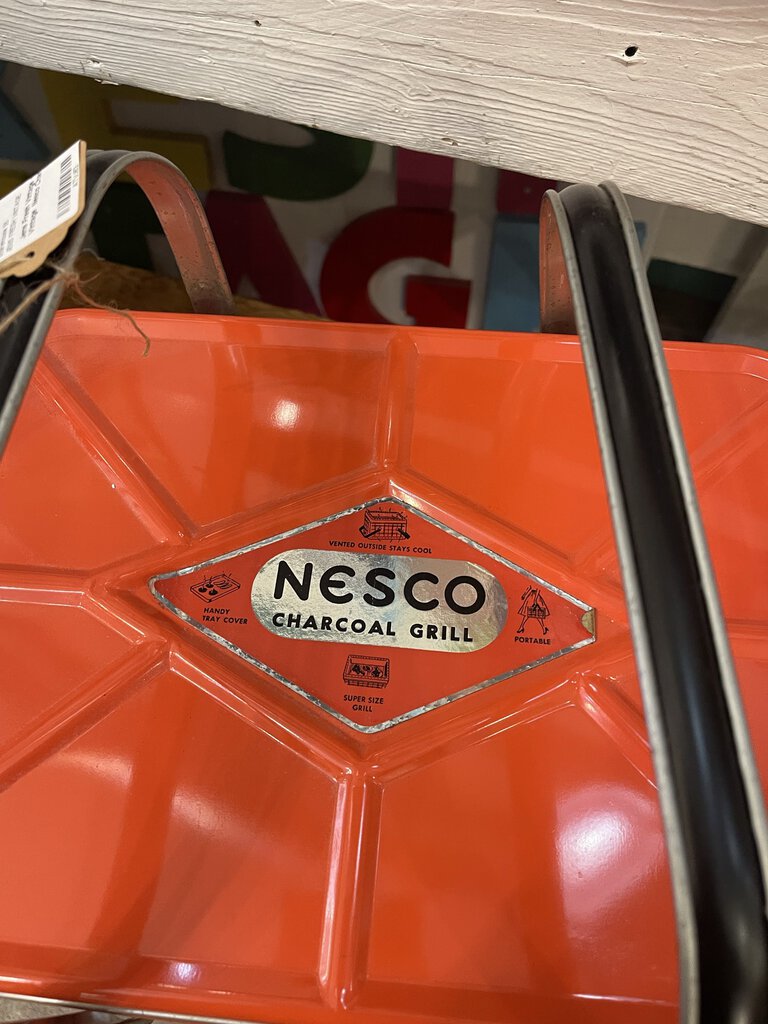 VENTED OUTSIDE STAYS COOL
NESCO
CHARCOAL GRILL
HANDY
TRAY COVER
PORTABLE
SUPER SIZE
GRILL